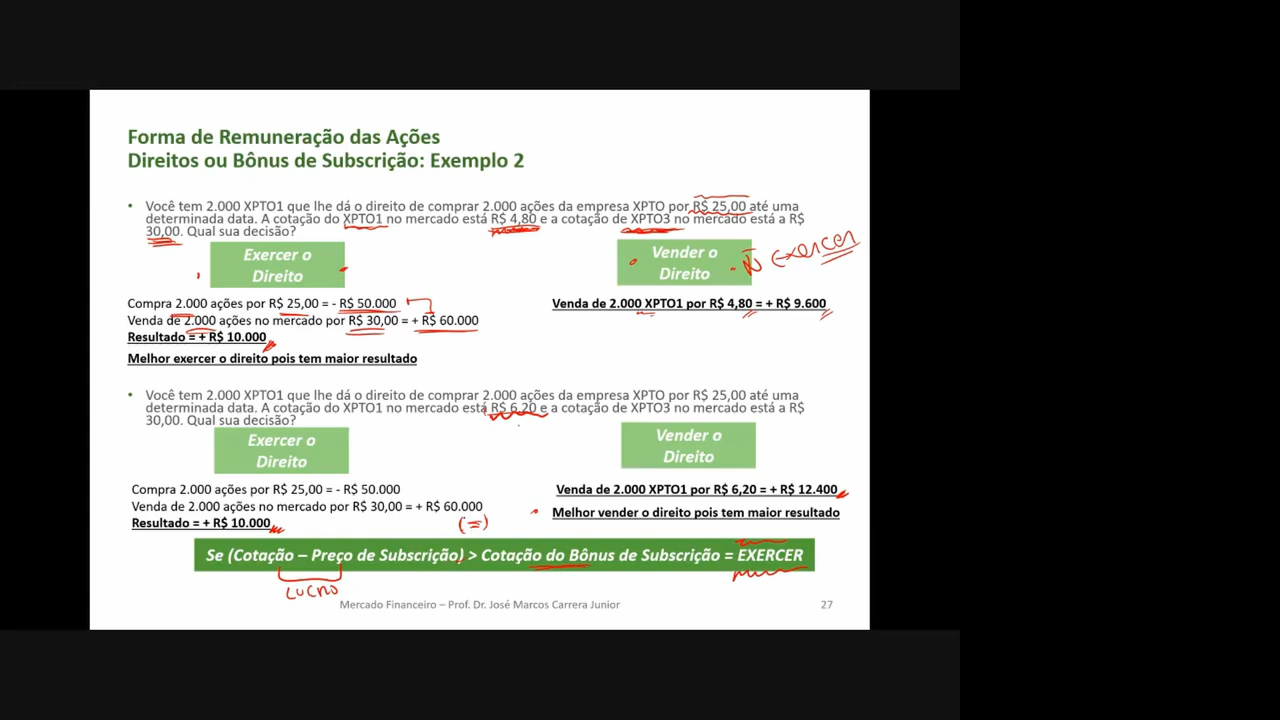 Forma de Remuneração das Ações
Direitos ou Bônus de Subscrição: Exemplo 2
• Você tem 2.000 XPTO1 que lhe dá o direito de comprar 2.000 ações da empresa XPTO por R$ 25,00 até uma
determinada data. A cotação do XPTO1 no mercado está R$ 4,80 e a cotação de XPTO3 no mercado está a R$
30,00. Qual sua decisão?
Exercer o
Direito
Compra 2.000 ações por R$ 25,00 = - R$ 50.000
Venda de 2.000 ações no mercado por R$ 30,00 = + R$ 60.000
Resultado = + R$ 10.000
Melhor exercer o direito pois tem maior resultado
Vender o
Direito
Ñ Exercer
Venda de 2.000 XPTO1 por R$ 4,80 = + R$ 9.600
• Você tem 2.000 XPTO1 que lhe dá o direito de comprar 2.000 ações da empresa XPTO por R$ 25,00 até uma
determinada data. A cotação do XPTO1 no mercado está R$ 6,20 e a cotação de XPTO3 no mercado está a R$
30,00. Qual sua decisão?
Exercer o
Direito
Compra 2.000 ações por R$ 25,00 = - R$ 50.000
Venda de 2.000 ações no mercado por R$ 30,00 = + R$ 60.000
Resultado = + R$ 10.000
(=)
Vender o
Direito
Venda de 2.000 XPTO1 por R$ 6,20 = + R$ 12.400
Melhor vender o direito pois tem maior resultado
Se (Cotação – Preço de Subscrição) > Cotação do Bônus de Subscrição = EXERCER
LUCRO
Mercado Financeiro – Prof. Dr. José Marcos Carrera Junior
27